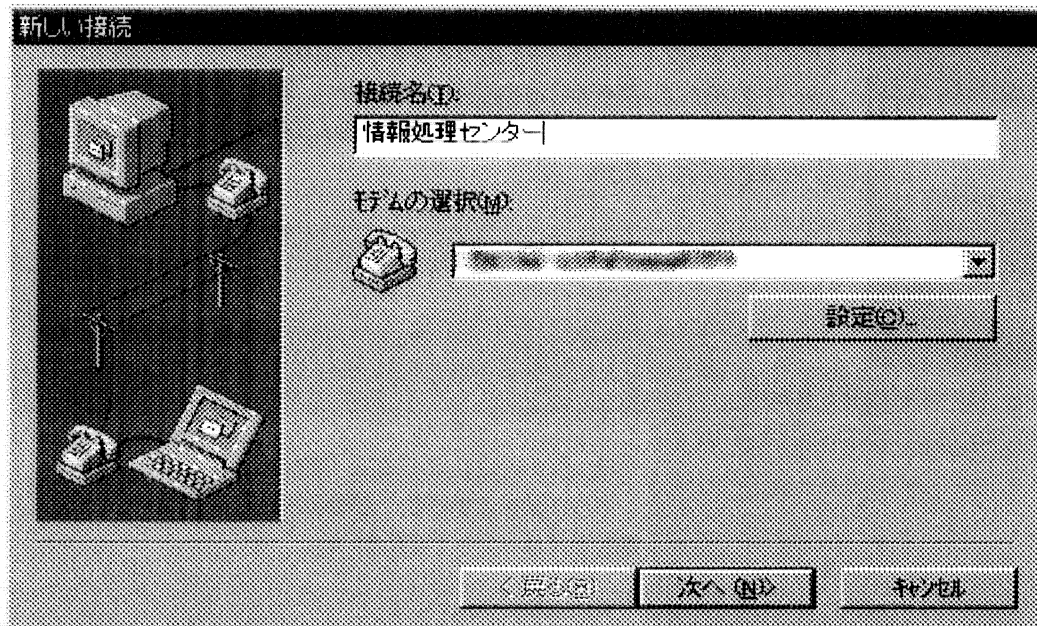 新しい接続
接続名(T):
情報処理センター
モデムの選択(M):
設定(C)...
< 戻る(B)
次へ (N)>
キャンセル